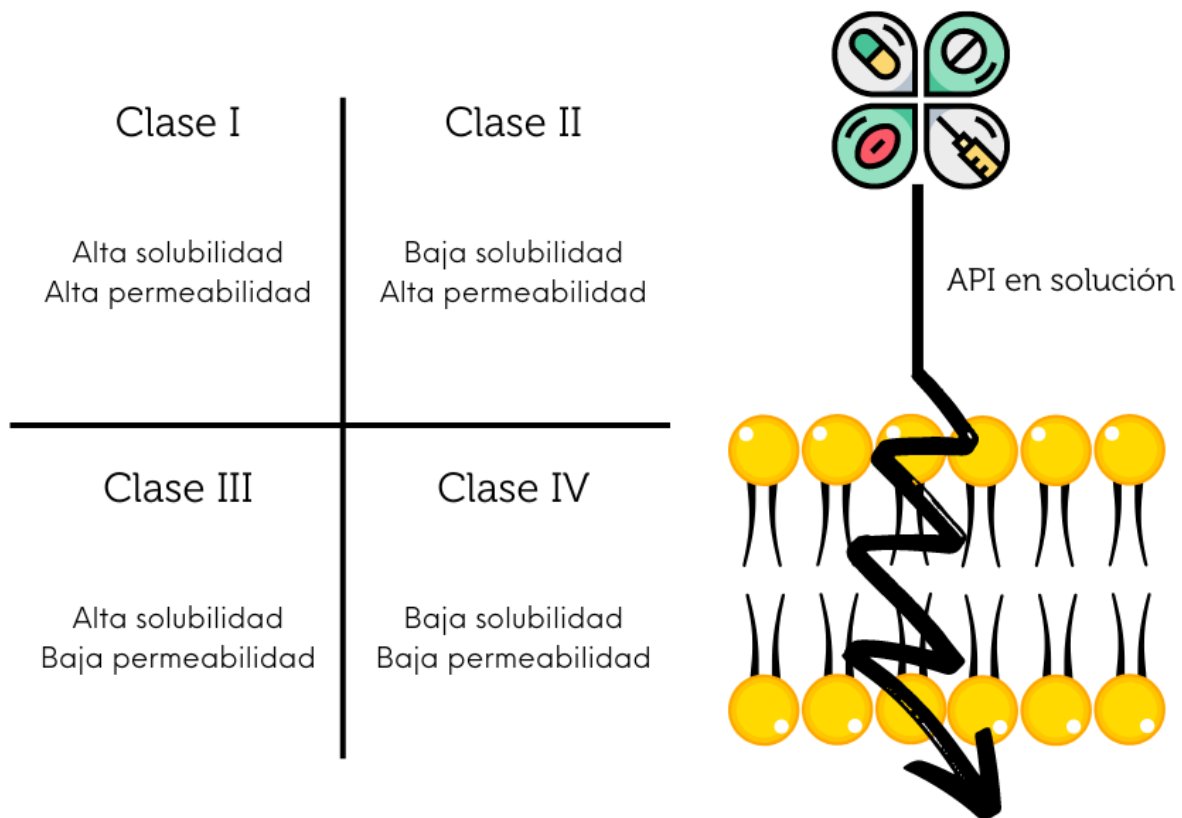 Clase I
Alta solubilidad
Alta permeabilidad
Clase II
Baja solubilidad
Alta permeabilidad
Clase III
Alta solubilidad
Baja permeabilidad
Clase IV
Baja solubilidad
Baja permeabilidad
API en solución